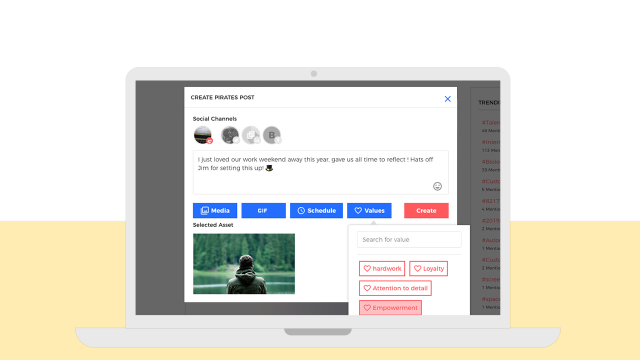 CREATE PIRATES POST
Social Channels
B
I just loved our work weekend away this year, gave us all time to reflect ! Hats off
Jim for setting this up!
Media
GIF
Schedule
Values
Create
Selected Asset
Search for value
hardwork
Loyalty
Attention to detail
Empowerment